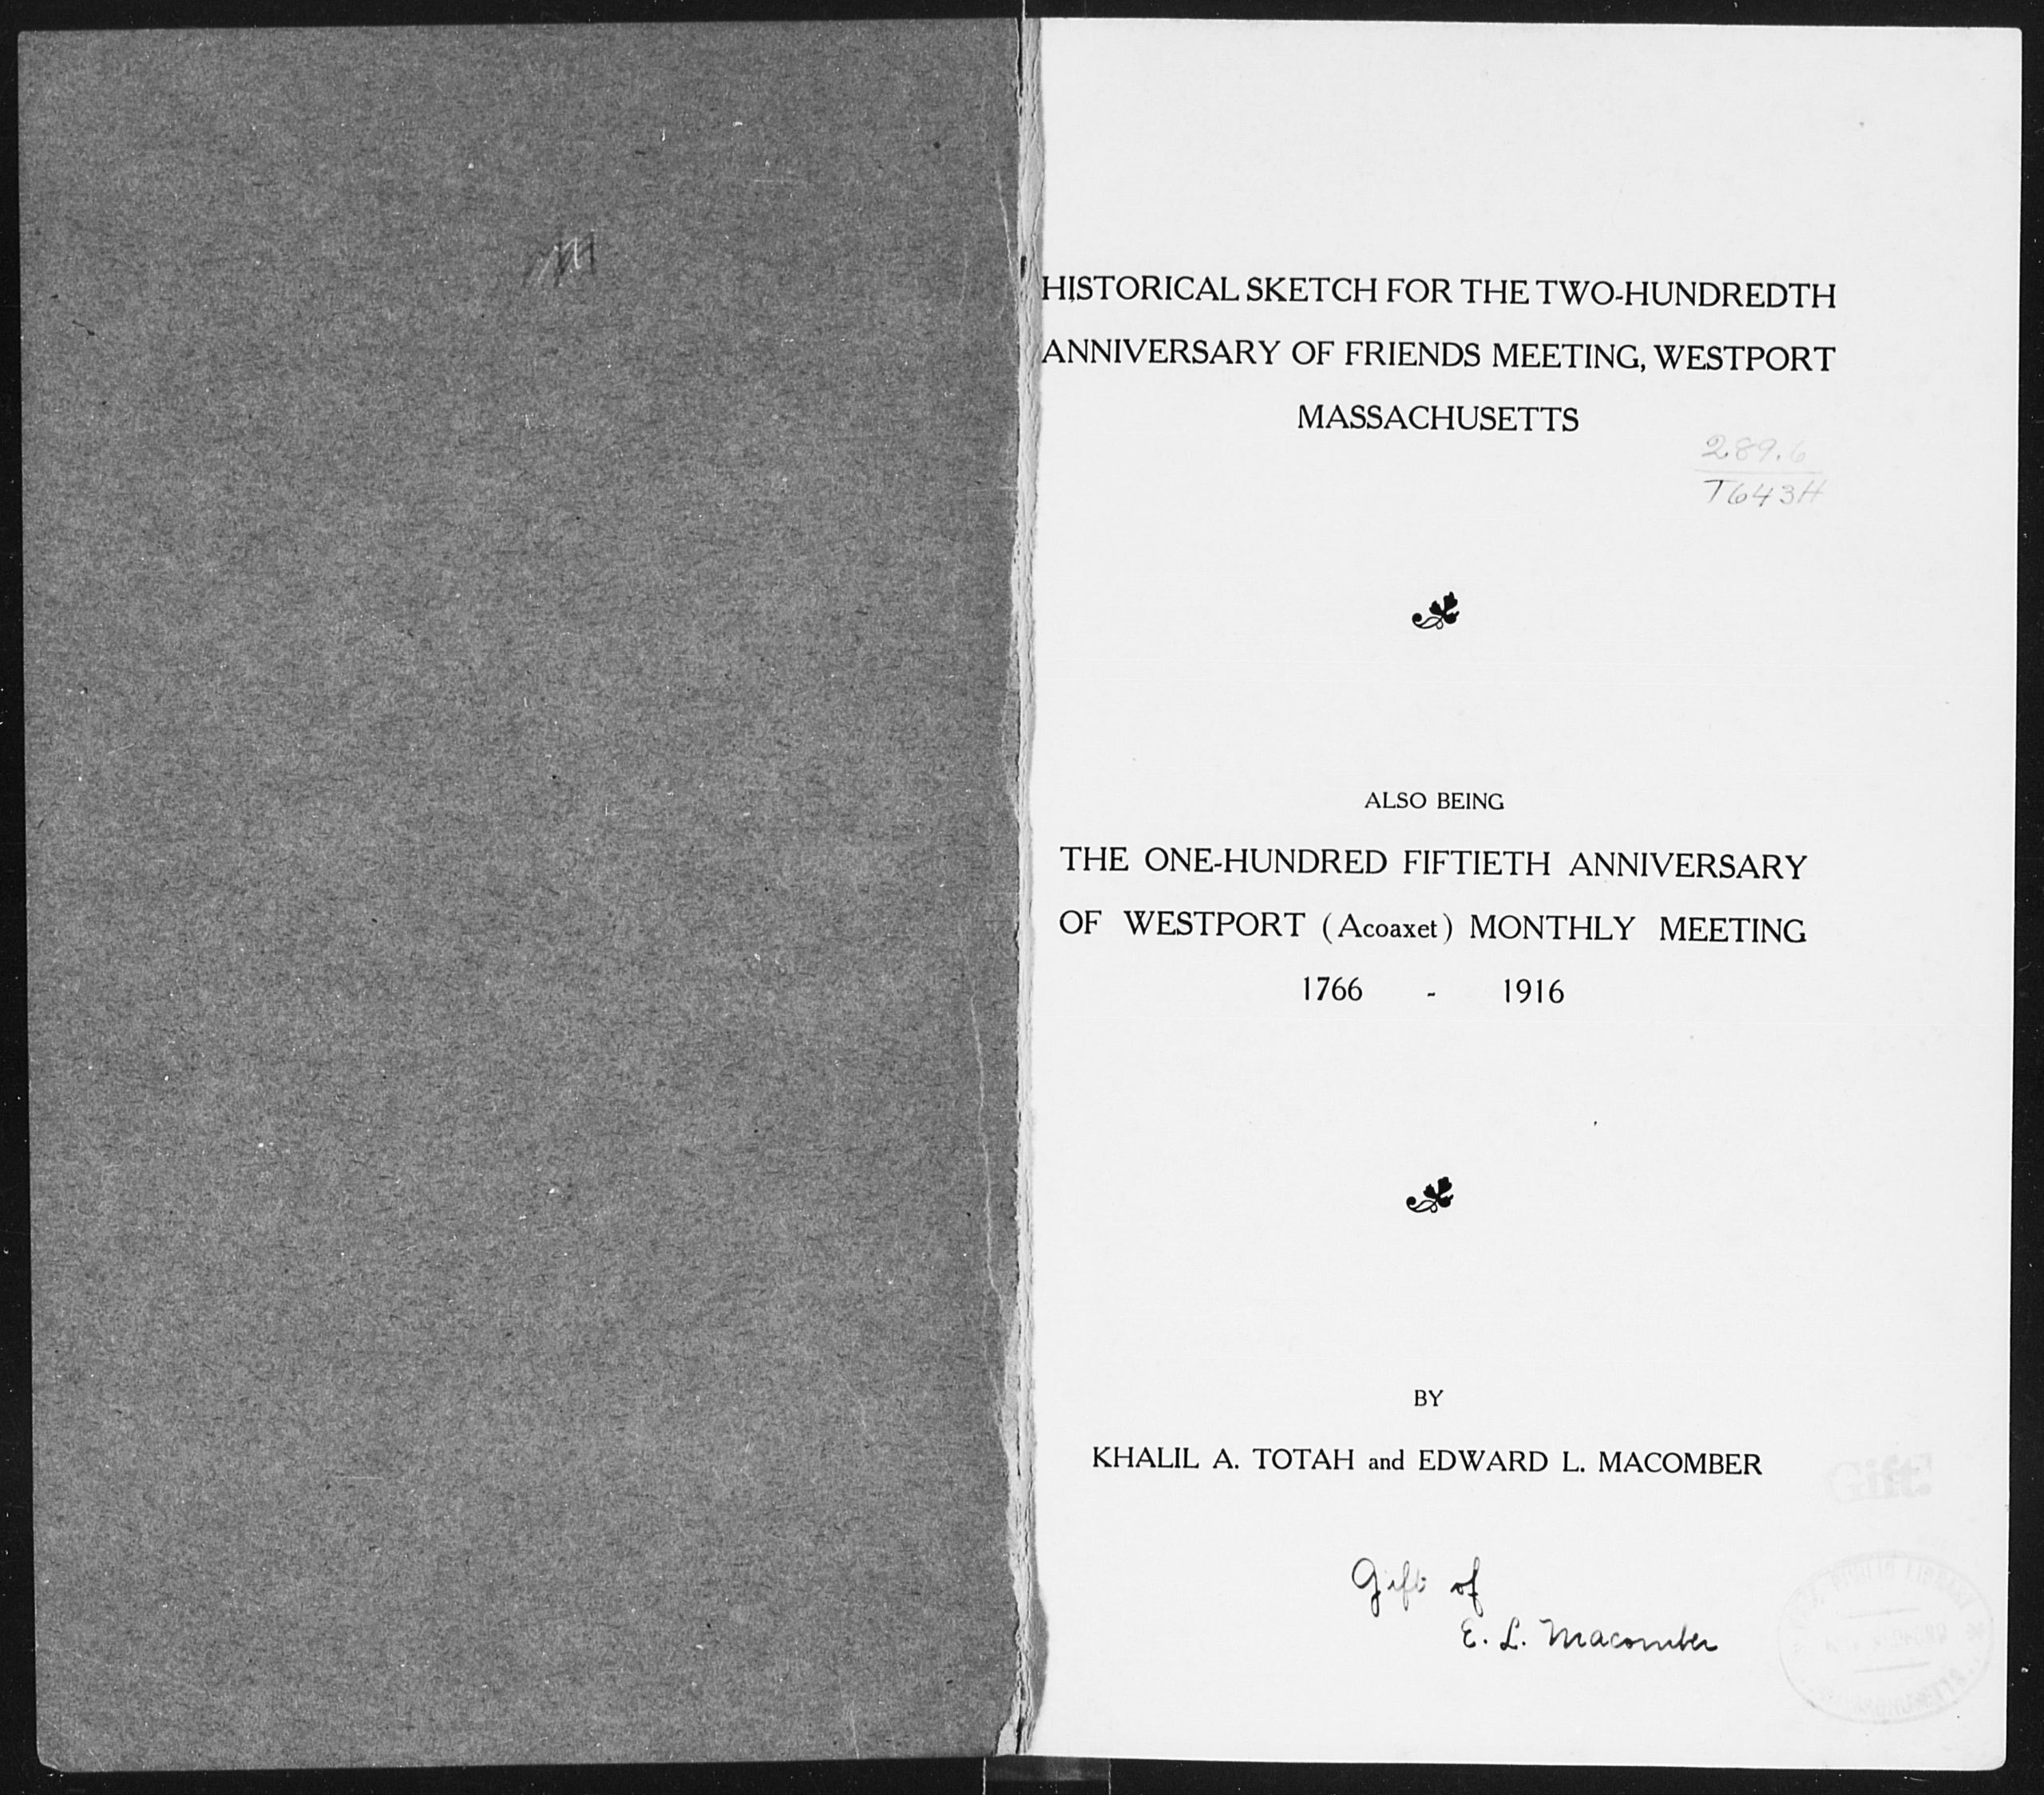 HISTORICAL SKETCH FOR THE TWO-HUNDREDTH
ANNIVERSARY OF FRIENDS MEETING, WESTPORT
MASSACHUSETTS
289.6
T643H
ALSO BEING
THE ONE-HUNDRED FIFTIETH ANNIVERSARY
OF WESTPORT (Acoaxet) MONTHLY MEETING
1766 - 1916
BY
KHALIL A. TOTAH and EDWARD L. MACOMBER
Gift
Gift of
E. L. Macomber